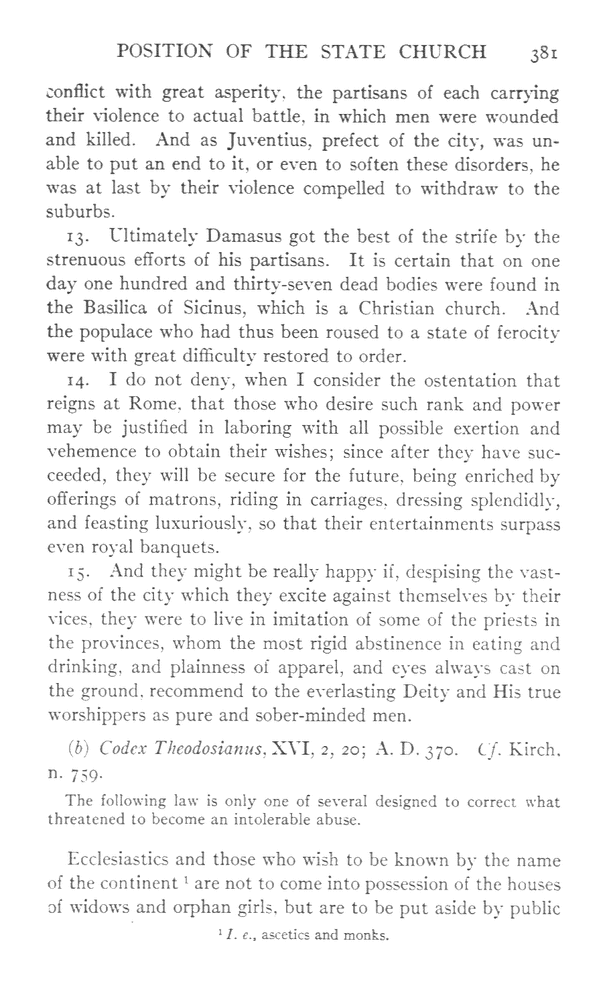 POSITION OF THE STATE CHURCH 381
conflict with great asperity, the partisans of each carrying
their violence to actual battle, in which men were wounded
and killed. And as Juventius, prefect of the city, was un-
able to put an end to it, or even to soften these disorders, he
was at last by their violence compelled to withdraw to the
suburbs.
13. Ultimately Damasus got the best of the strife by the
strenuous efforts of his partisans. It is certain that on one
day one hundred and thirty-seven dead bodies were found in
the Basilica of Sicinus, which is a Christian church. And
the populace who had thus been roused to a state of ferocity
were with great difficulty restored to order.
14. I do not deny, when I consider the ostentation that
reigns at Rome, that those who desire such rank and power
may be justified in laboring with all possible exertion and
vehemence to obtain their wishes; since after they have suc-
ceeded, they will be secure for the future, being enriched by
offerings of matrons, riding in carriages, dressing splendidly,
and feasting luxuriously, so that their entertainments surpass
even royal banquets.
15. And they might be really happy if, despising the vast-
ness of the city which they excite against themselves by their
vices, they were to live in imitation of some of the priests in
the provinces, whom the most rigid abstinence in eating and
drinking, and plainness of apparel, and eyes always cast on
the ground, recommend to the everlasting Deity and His true
worshippers as pure and sober-minded men.
(b) Codex Theodosianus, XVI, 2, 20; A. D. 370. Cf. Kirch,
n. 759.
The following law is only one of several designed to correct what
threatened to become an intolerable abuse.
Ecclesiastics and those who wish to be known by the name
of the continent ¹ are not to come into possession of the houses
of widows and orphan girls, but are to be put aside by public
¹ I. e., ascetics and monks.